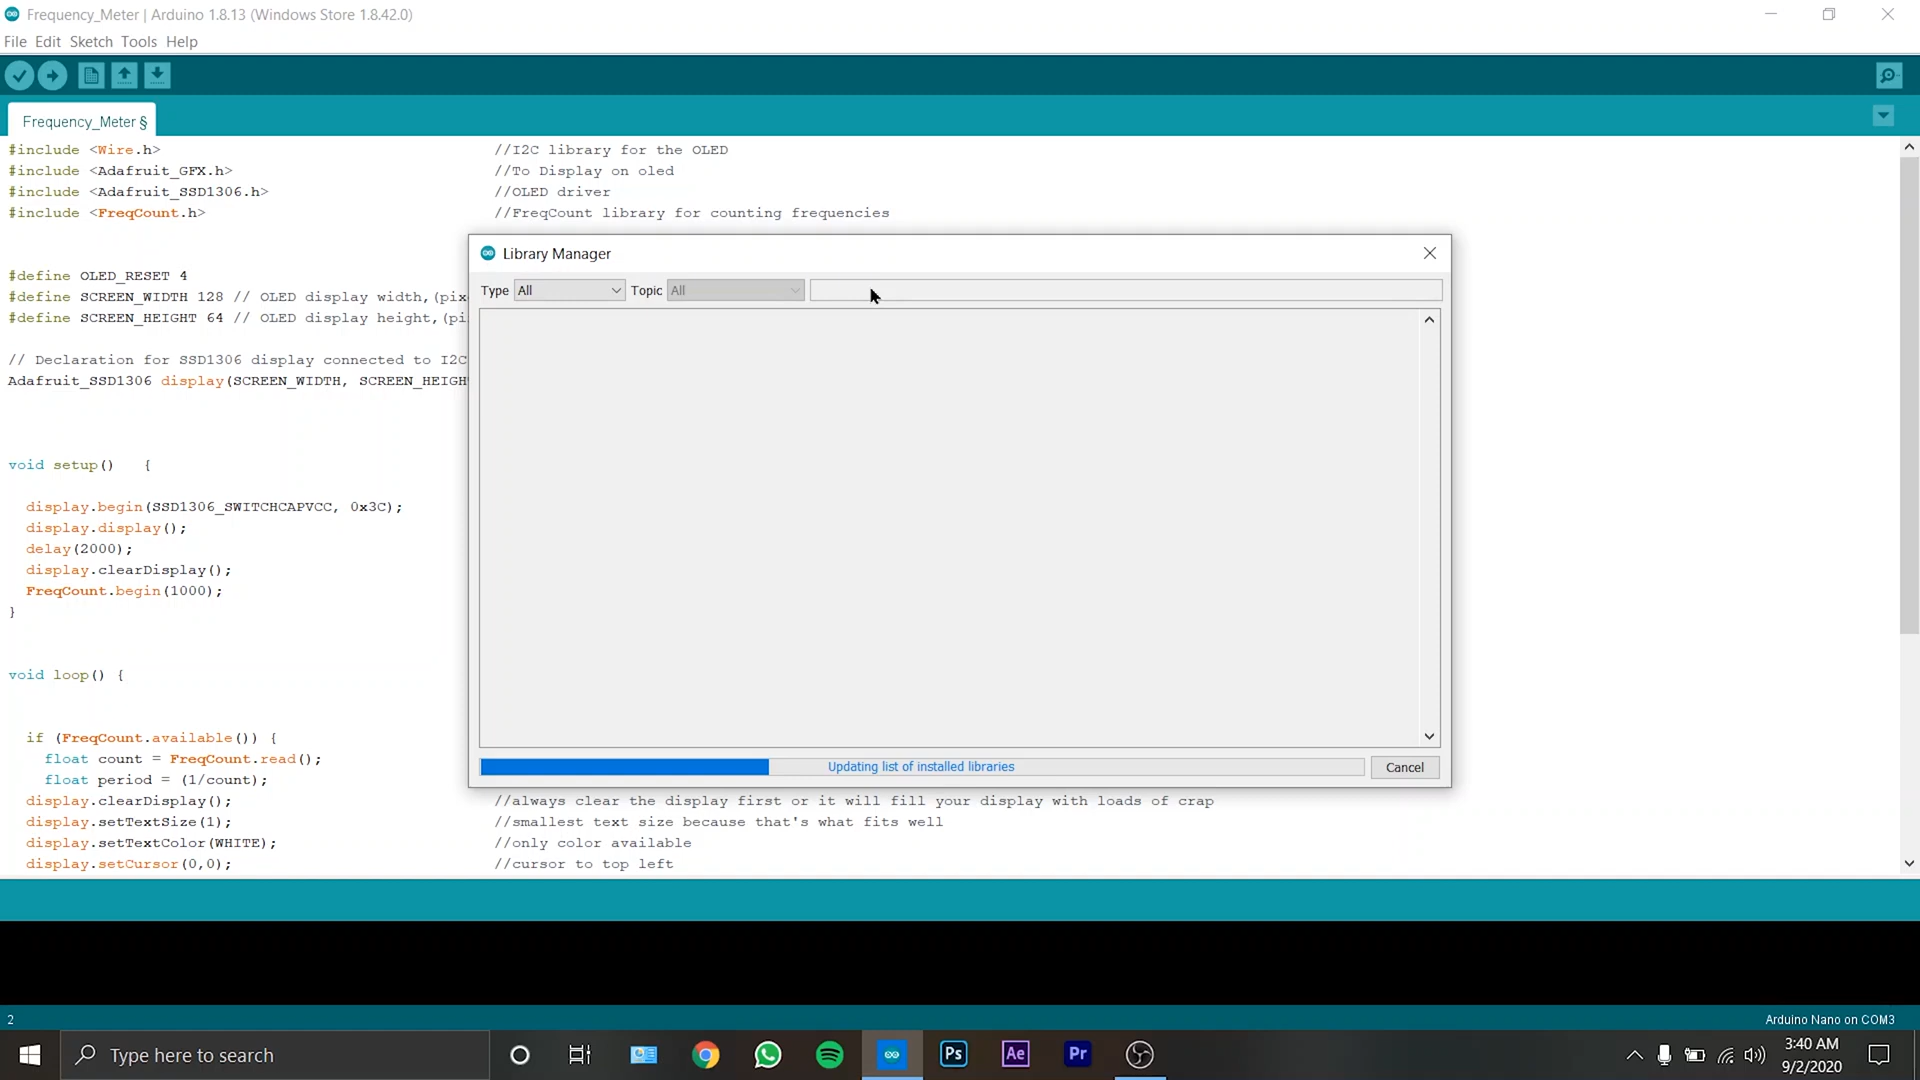 Frequency_Meter | Arduino 1.8.13 (Windows Store 1.8.42.0)
File Edit Sketch Tools Help
Frequency_Meter §
#include <Wire.h> //I2C library for the OLED
#include <Adafruit_GFX.h> //To Display on oled
#include <Adafruit_SSD1306.h> //OLED driver
#include <FreqCount.h> //FreqCount library for counting frequencies
Library Manager
Type All Topic All
#define OLED_RESET 4
#define SCREEN_WIDTH 128 // OLED display width,(pix
#define SCREEN_HEIGHT 64 // OLED display height,(pi
// Declaration for SSD1306 display connected to I2C
Adafruit_SSD1306 display(SCREEN_WIDTH, SCREEN_HEIGH
void setup() {
display.begin(SSD1306_SWITCHCAPVCC, 0x3C);
display.display();
delay(2000);
display.clearDisplay();
FreqCount.begin(1000);
}
void loop() {
if (FreqCount.available()) {
float count = FreqCount.read();
float period = (1/count);
Updating list of installed libraries
Cancel
display.clearDisplay(); //always clear the display first or it will fill your display with loads of crap
display.setTextSize(1); //smallest text size because that's what fits well
display.setTextColor(WHITE); //only color available
display.setCursor(0,0); //cursor to top left
2
Arduino Nano on COM3
Type here to search
Ps
Ae
Pr
3:40 AM
9/2/2020